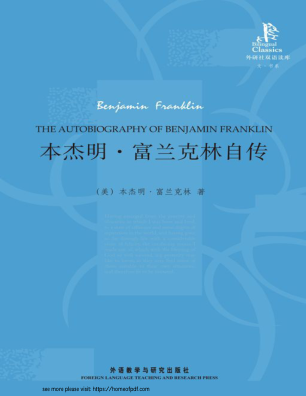 Bilingual
Classics
外研社双语读库
Benjamin Franklin
THE AUTOBIOGRAPHY OF BENJAMIN FRANKLIN
本杰明·富兰克林自传
(美) 本杰明·富兰克林 著
外语教学与研究出版社
FOREIGN LANGUAGE TEACHING AND RESEARCH PRESS
see more please visit: https://homeofpdf.com